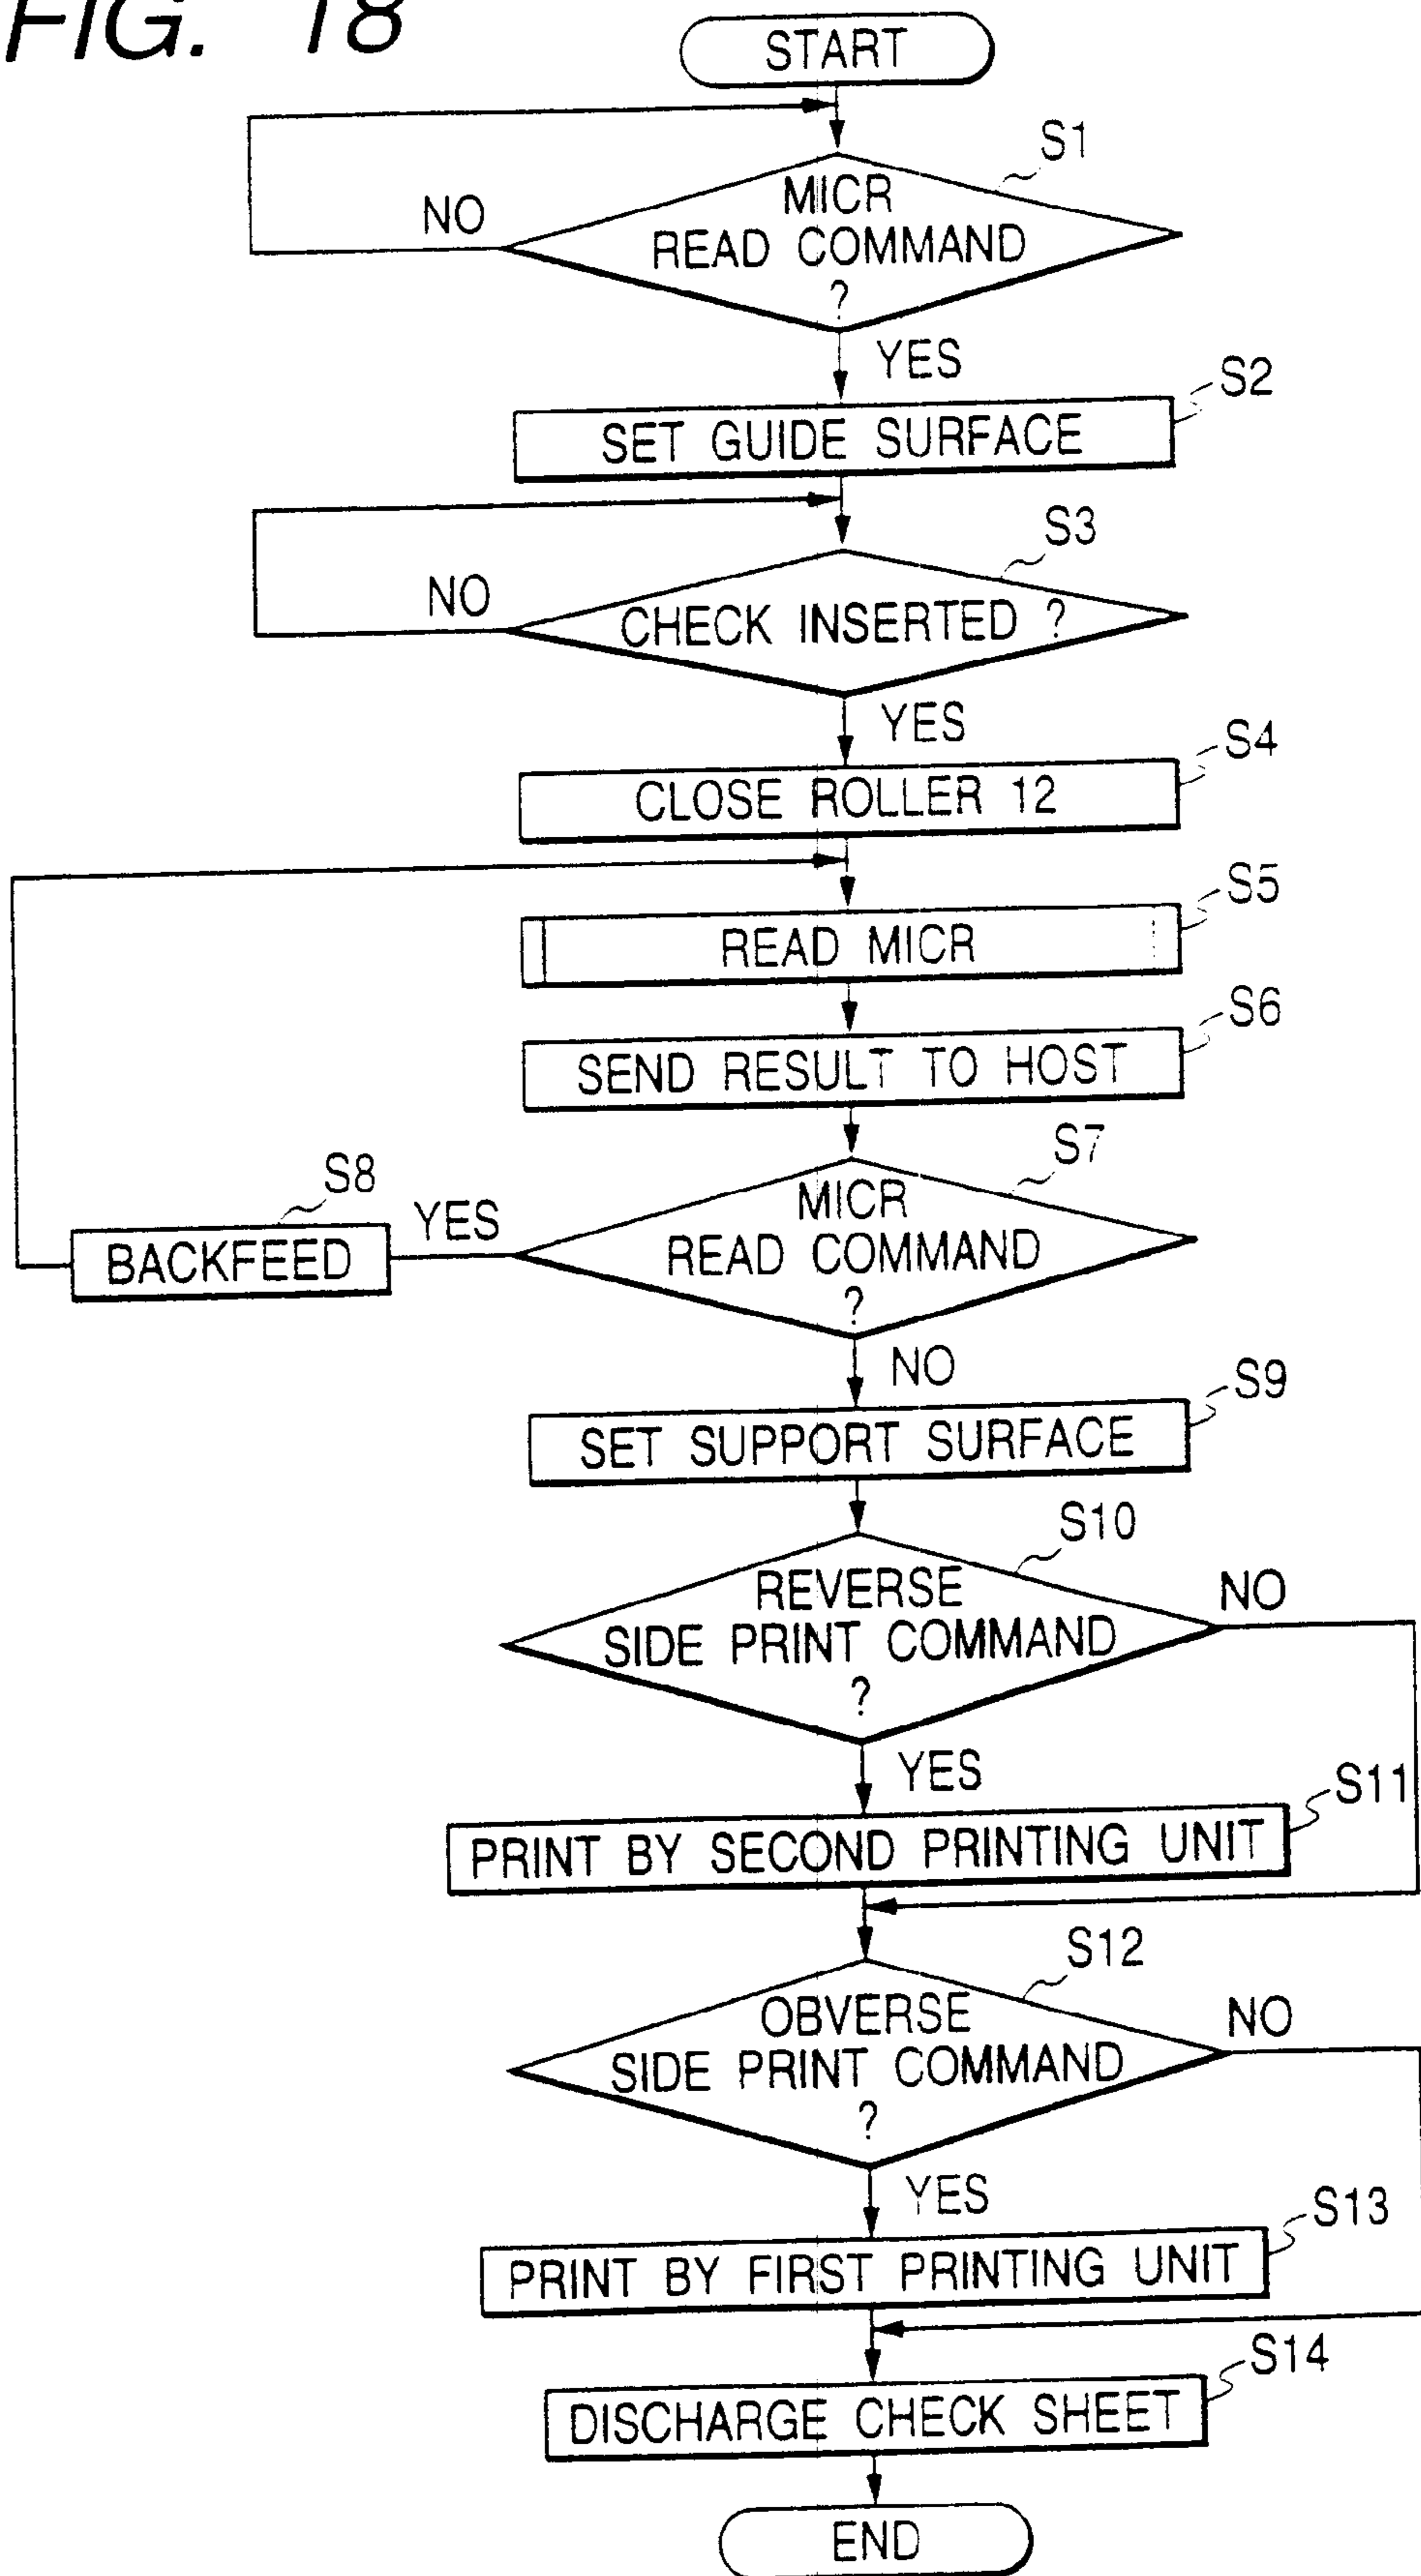 FIG. 18
START
S1
MICR
READ COMMAND
?
NO
YES
S2
SET GUIDE SURFACE
S3
NO
CHECK INSERTED ?
YES
S4
CLOSE ROLLER 12
S5
READ MICR
S6
SEND RESULT TO HOST
S7
S8
YES
MICR
READ COMMAND
?
BACKFEED
NO
S9
SET SUPPORT SURFACE
S10
REVERSE
SIDE PRINT COMMAND
?
NO
YES
S11
PRINT BY SECOND PRINTING UNIT
S12
OBVERSE
SIDE PRINT COMMAND
?
NO
YES
S13
PRINT BY FIRST PRINTING UNIT
S14
DISCHARGE CHECK SHEET
END